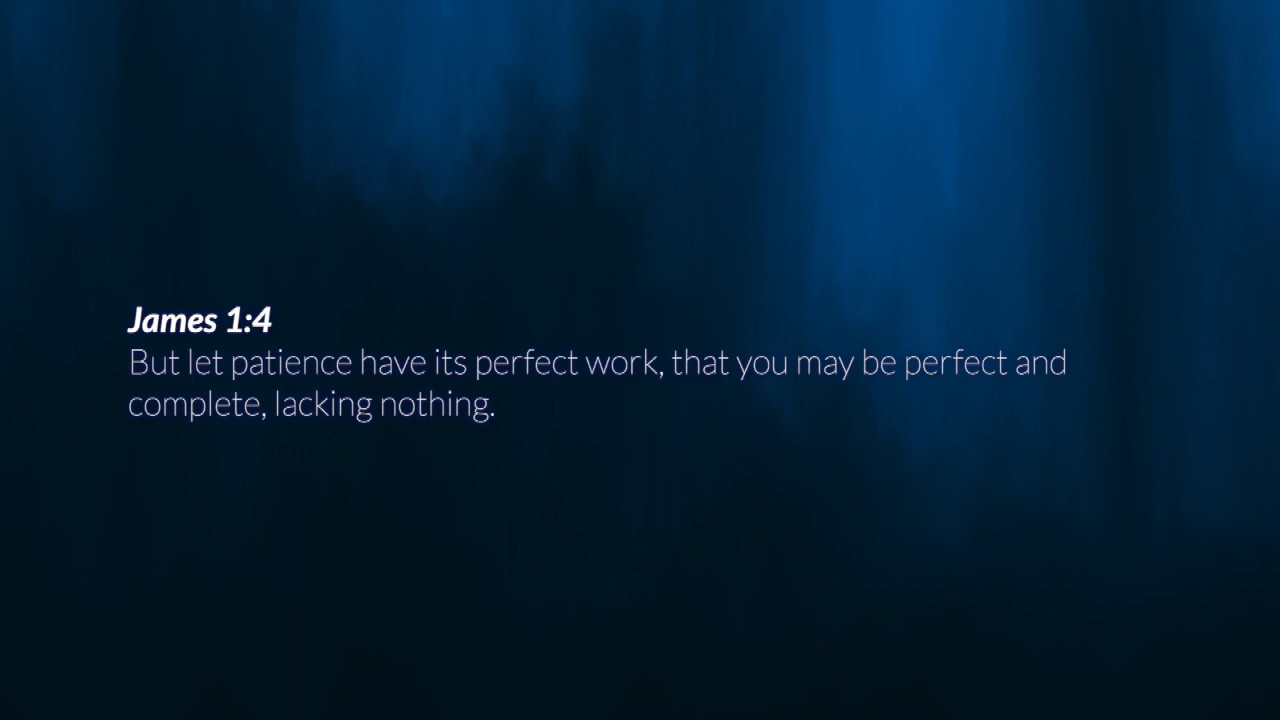 James 1:4
But let patience have its perfect work, that you may be perfect and
complete, lacking nothing.